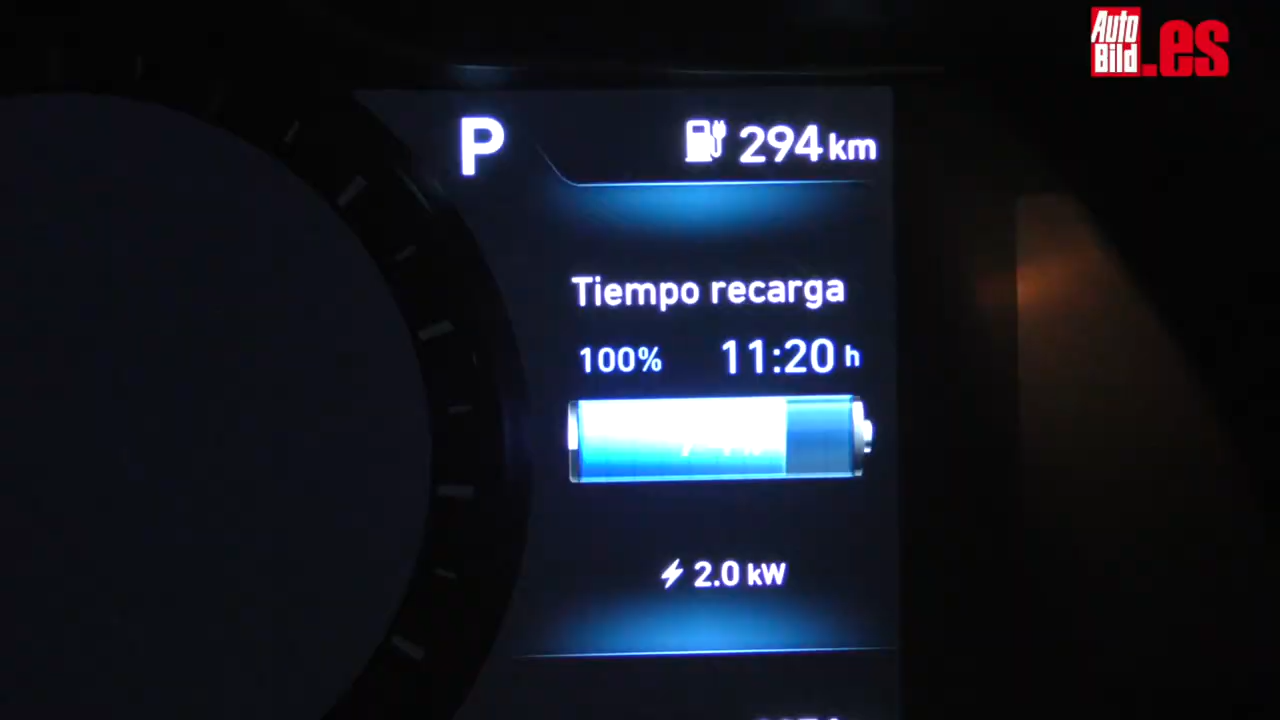 Auto
Bild
.es
P
294 km
Tiempo recarga
100% 11:20 h
2.0 kW